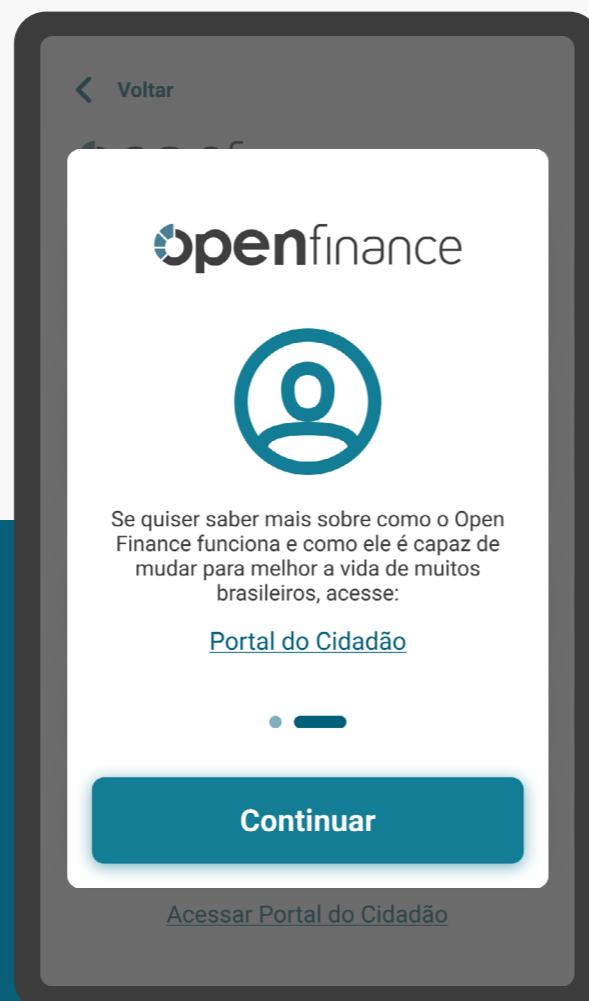 Voltar
openfinance
Se quiser saber mais sobre como o Open
Finance funciona e como ele é capaz de
mudar para melhor a vida de muitos
brasileiros, acesse:
Portal do Cidadão
Continuar
Acessar Portal do Cidadão